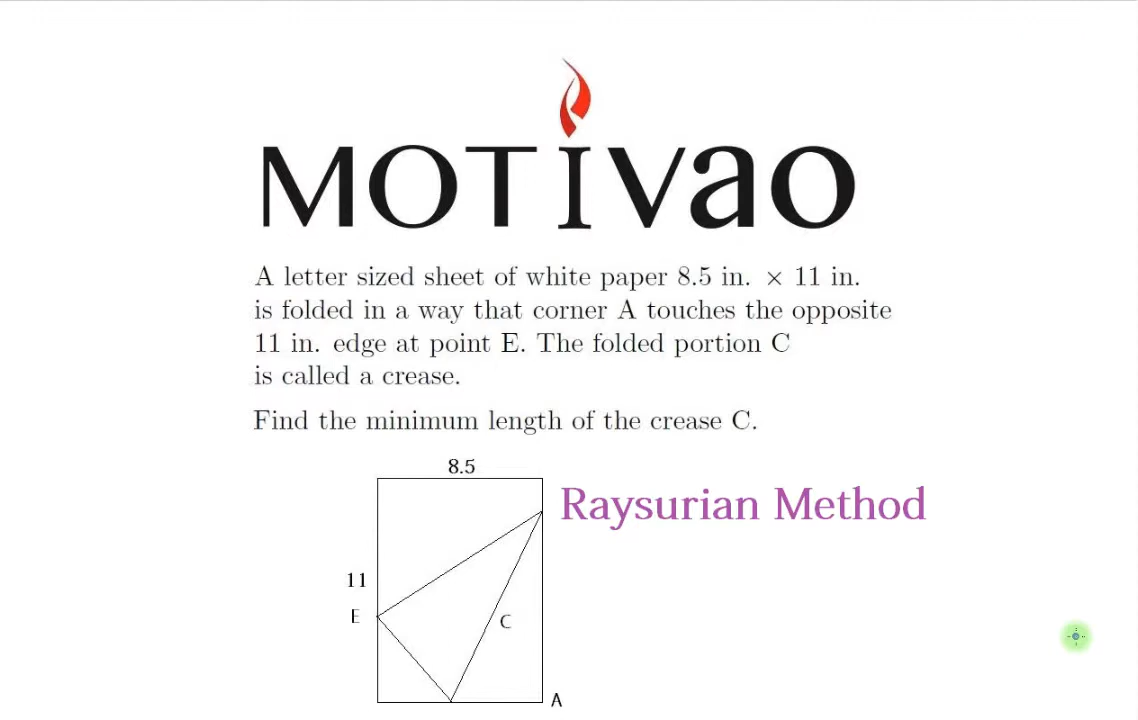 MOTIVao
A letter sized sheet of white paper 8.5 in. × 11 in.
is folded in a way that corner A touches the opposite
11 in. edge at point E. The folded portion C
is called a crease.
Find the minimum length of the crease C.
8.5
Raysurian Method
11
E
C
A